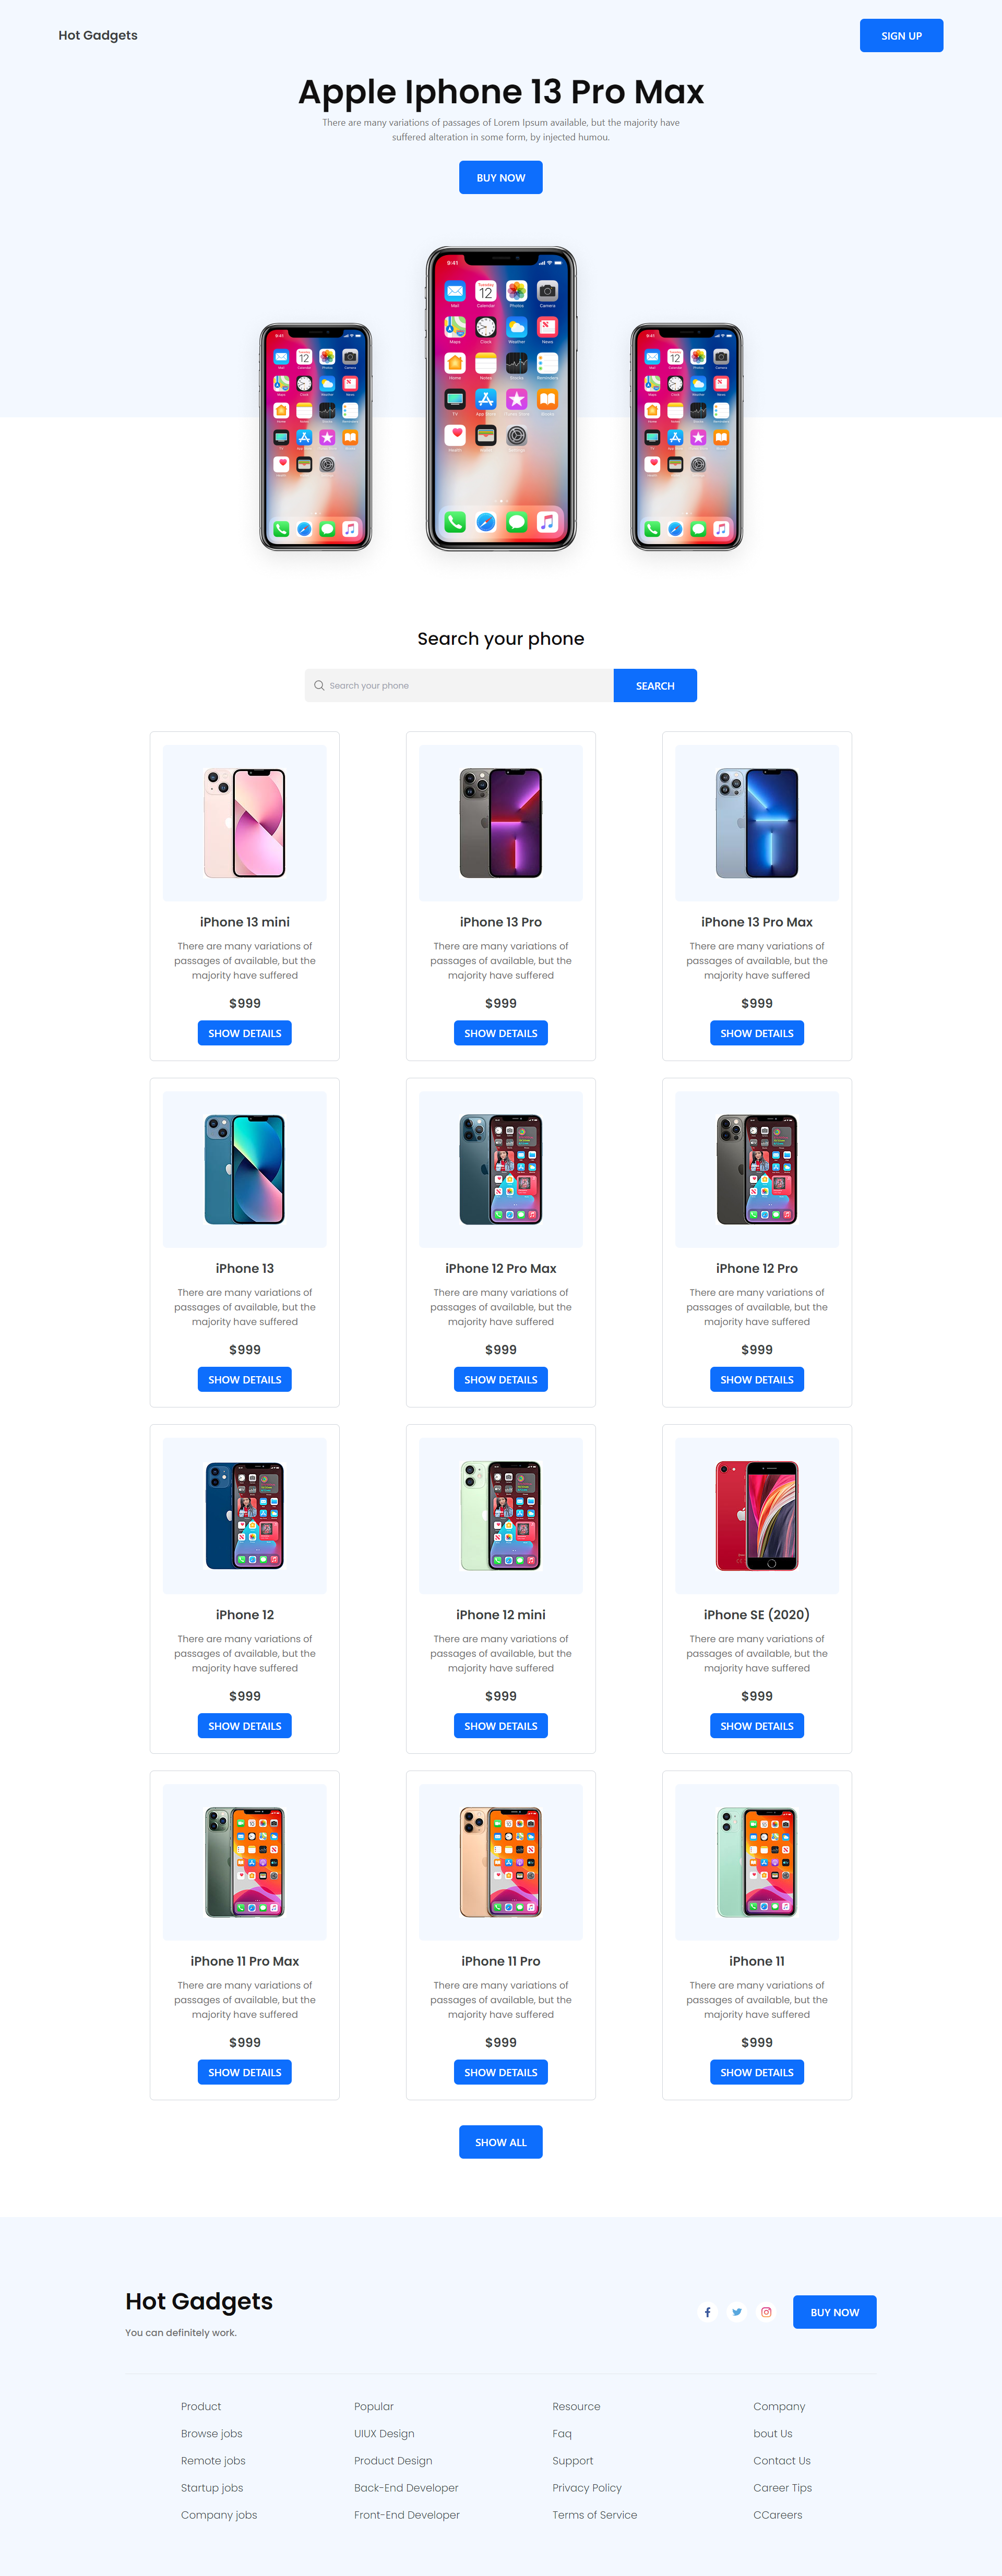 Hot Gadgets
SIGN UP
Apple Iphone 13 Pro Max
There are many variations of passages of Lorem Ipsum available, but the majority have
suffered alteration in some form, by injected humou.
BUY NOW
Search your phone
Search your phone
SEARCH
iPhone 13 mini
There are many variations of
passages of available, but the
majority have suffered
$999
SHOW DETAILS
iPhone 13 Pro
There are many variations of
passages of available, but the
majority have suffered
$999
SHOW DETAILS
iPhone 13 Pro Max
There are many variations of
passages of available, but the
majority have suffered
$999
SHOW DETAILS
iPhone 13
There are many variations of
passages of available, but the
majority have suffered
$999
SHOW DETAILS
iPhone 12 Pro Max
There are many variations of
passages of available, but the
majority have suffered
$999
SHOW DETAILS
iPhone 12 Pro
There are many variations of
passages of available, but the
majority have suffered
$999
SHOW DETAILS
iPhone 12
There are many variations of
passages of available, but the
majority have suffered
$999
SHOW DETAILS
iPhone 12 mini
There are many variations of
passages of available, but the
majority have suffered
$999
SHOW DETAILS
iPhone SE (2020)
There are many variations of
passages of available, but the
majority have suffered
$999
SHOW DETAILS
iPhone 11 Pro Max
There are many variations of
passages of available, but the
majority have suffered
$999
SHOW DETAILS
iPhone 11 Pro
There are many variations of
passages of available, but the
majority have suffered
$999
SHOW DETAILS
iPhone 11
There are many variations of
passages of available, but the
majority have suffered
$999
SHOW DETAILS
SHOW ALL
Hot Gadgets
You can definitely work.
BUY NOW
Product
Browse jobs
Remote jobs
Startup jobs
Company jobs
Popular
UIUX Design
Product Design
Back-End Developer
Front-End Developer
Resource
Faq
Support
Privacy Policy
Terms of Service
Company
bout Us
Contact Us
Career Tips
CCareers